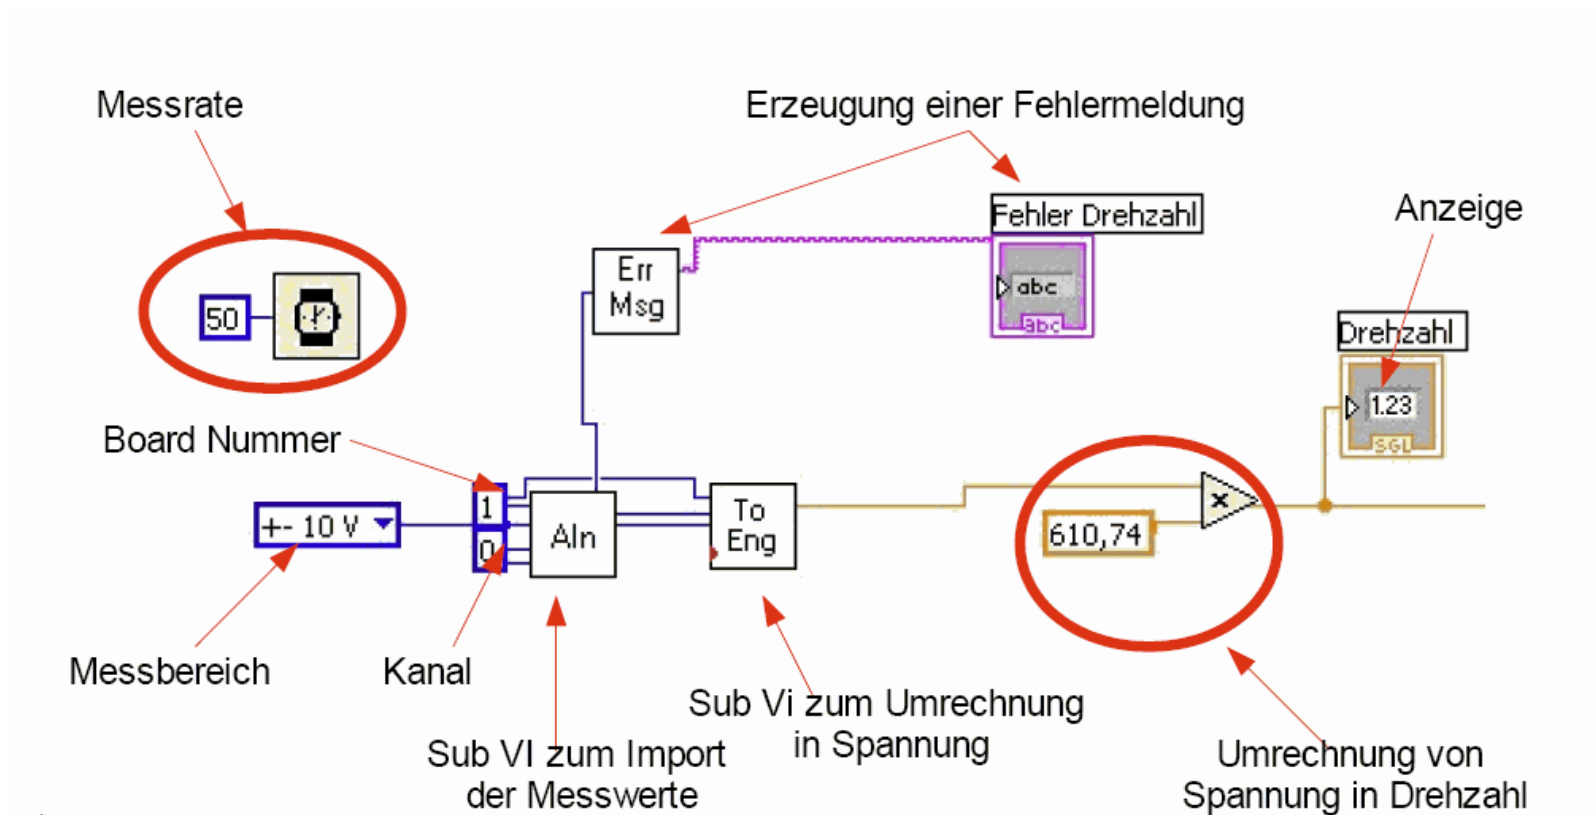 Messrate
Erzeugung einer Fehlermeldung
Fehler Drehzahl
Anzeige
Err
Msg
50
abc
abc
Drehzahl
1.23
SGL
Board Nummer
1
+- 10 V
0
AIn
To
Eng
610,74
x
Messbereich
Kanal
Sub Vi zum Umrechnung
in Spannung
Sub VI zum Import
der Messwerte
Umrechnung von
Spannung in Drehzahl